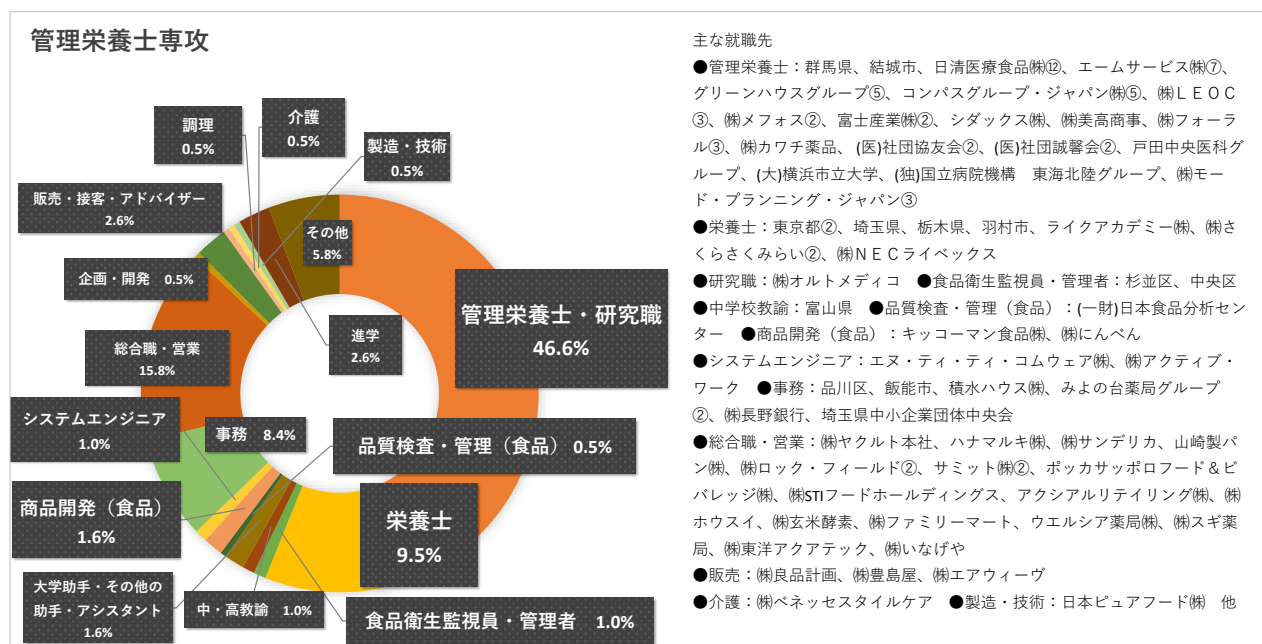 管理栄養士専攻
介護
0.5%
調理
0.5%
製造・技術
0.5%
販売・接客・アドバイザー
2.6%
その他
5.8%
企画・開発 0.5%
管理栄養士・研究職
46.6%
進学
2.6%
総合職・営業
15.8%
システムエンジニア
1.0%
事務 8.4%
品質検査・管理（食品） 0.5%
商品開発（食品）
1.6%
栄養士
9.5%
大学助手・その他の
助手・アシスタント
1.6%
中・高教諭 1.0%
食品衛生監視員・管理者 1.0%
主な就職先
●管理栄養士：群馬県、結城市、日清医療食品㈱⑫、エームサービス㈱⑦、
グリーンハウスグループ⑤、コンパスグループ・ジャパン㈱⑤、㈱ＬＥＯＣ
③、㈱メフォス②、富士産業㈱②、シダックス㈱、㈱美高商事、㈱フォーラ
ル③、㈱カワチ薬品、(医)社団協友会②、(医)社団誠馨会②、戸田中央医科グ
ループ、(大)横浜市立大学、(独)国立病院機構　東海北陸グループ、㈱モー
ド・プランニング・ジャパン③
●栄養士：東京都②、埼玉県、栃木県、羽村市、ライクアカデミー㈱、㈱さ
くらさくみらい②、㈱ＮＥＣライベックス
●研究職：㈱オルトメディコ　●食品衛生監視員・管理者：杉並区、中央区
●中学校教諭：富山県　●品質検査・管理（食品）：(一財)日本食品分析セン
ター　●商品開発（食品）：キッコーマン食品㈱、㈱にんべん
●システムエンジニア：エヌ・ティ・ティ・コムウェア㈱、㈱アクティブ・
ワーク　●事務：品川区、飯能市、積水ハウス㈱、みよの台薬局グループ
②、㈱長野銀行、埼玉県中小企業団体中央会
●総合職・営業：㈱ヤクルト本社、ハナマルキ㈱、㈱サンデリカ、山崎製パ
ン㈱、㈱ロック・フィールド②、サミット㈱②、ポッカサッポロフード＆ビ
バレッジ㈱、㈱STIフードホールディングス、アクシアルリテイリング㈱、㈱
ホウスイ、㈱玄米酵素、㈱ファミリーマート、ウエルシア薬局㈱、㈱スギ薬
局、㈱東洋アクアテック、㈱いなげや
●販売：㈱良品計画、㈱豊島屋、㈱エアウィーヴ
●介護：㈱ベネッセスタイルケア　●製造・技術：日本ピュアフード㈱　他